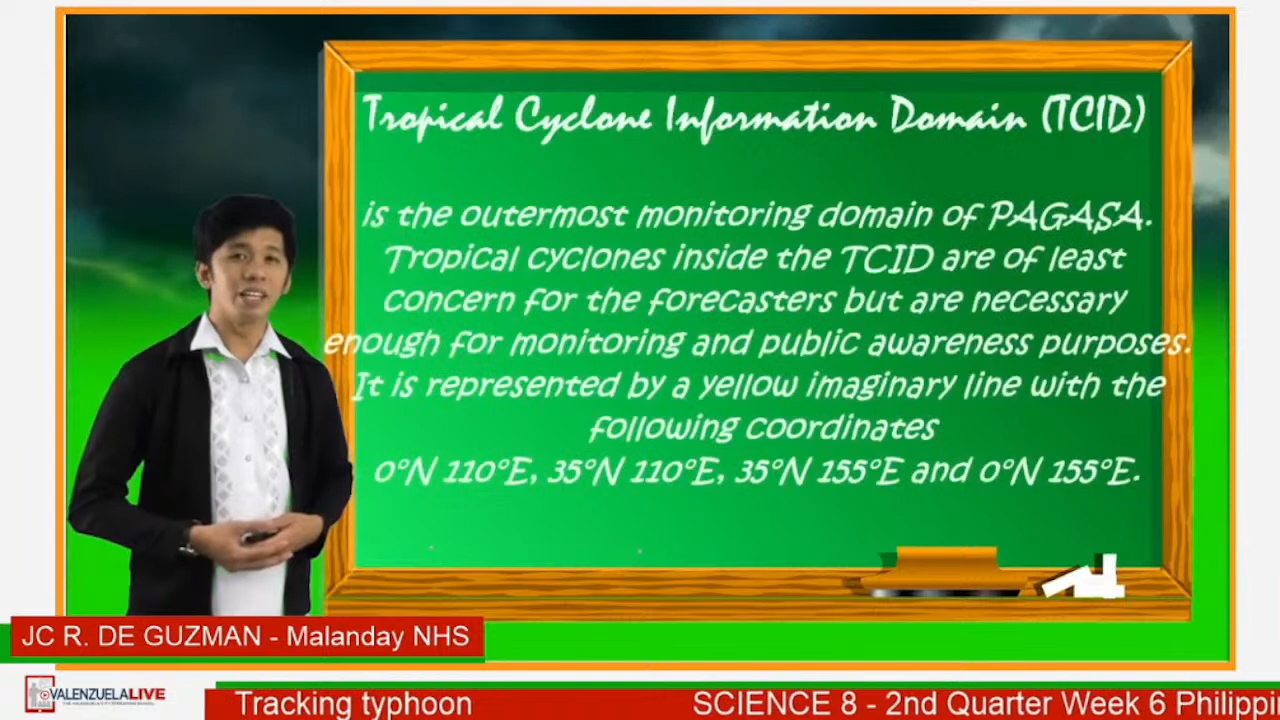 Tropical Cyclone Information Domain (TCID)
is the outermost monitoring domain of PAGASA.
Tropical cyclones inside the TCID are of least
concern for the forecasters but are necessary
enough for monitoring and public awareness purposes.
It is represented by a yellow imaginary line with the
following coordinates
0°N 110°E, 35°N 110°E, 35°N 155°E and 0°N 155°E.
JC R. DE GUZMAN - Malanday NHS
VALENZUELALIVE
Tracking typhoon SCIENCE 8 - 2nd Quarter Week 6 Philippi